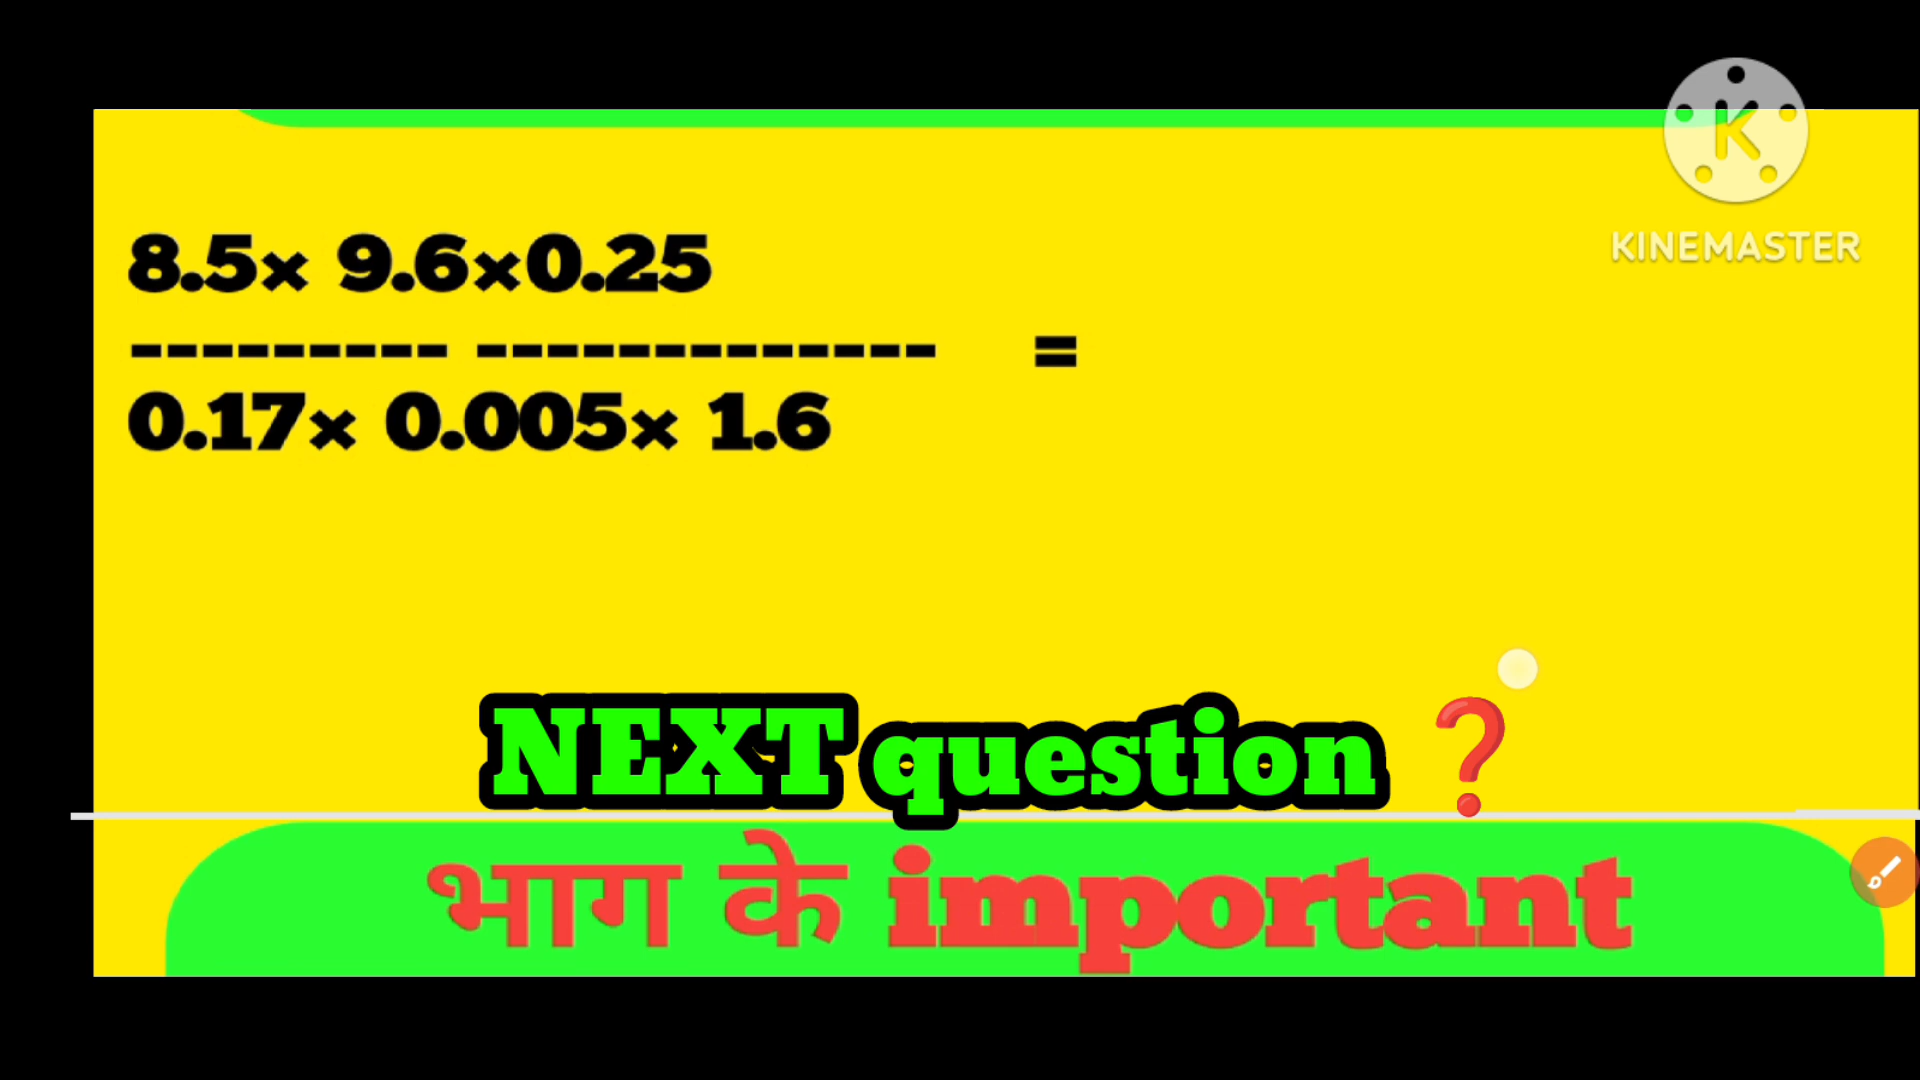 K
KINEMASTER
8.5× 9.6×0.25
--------- ------------- =
0.17× 0.005× 1.6
NEXT question ❓
भाग के important